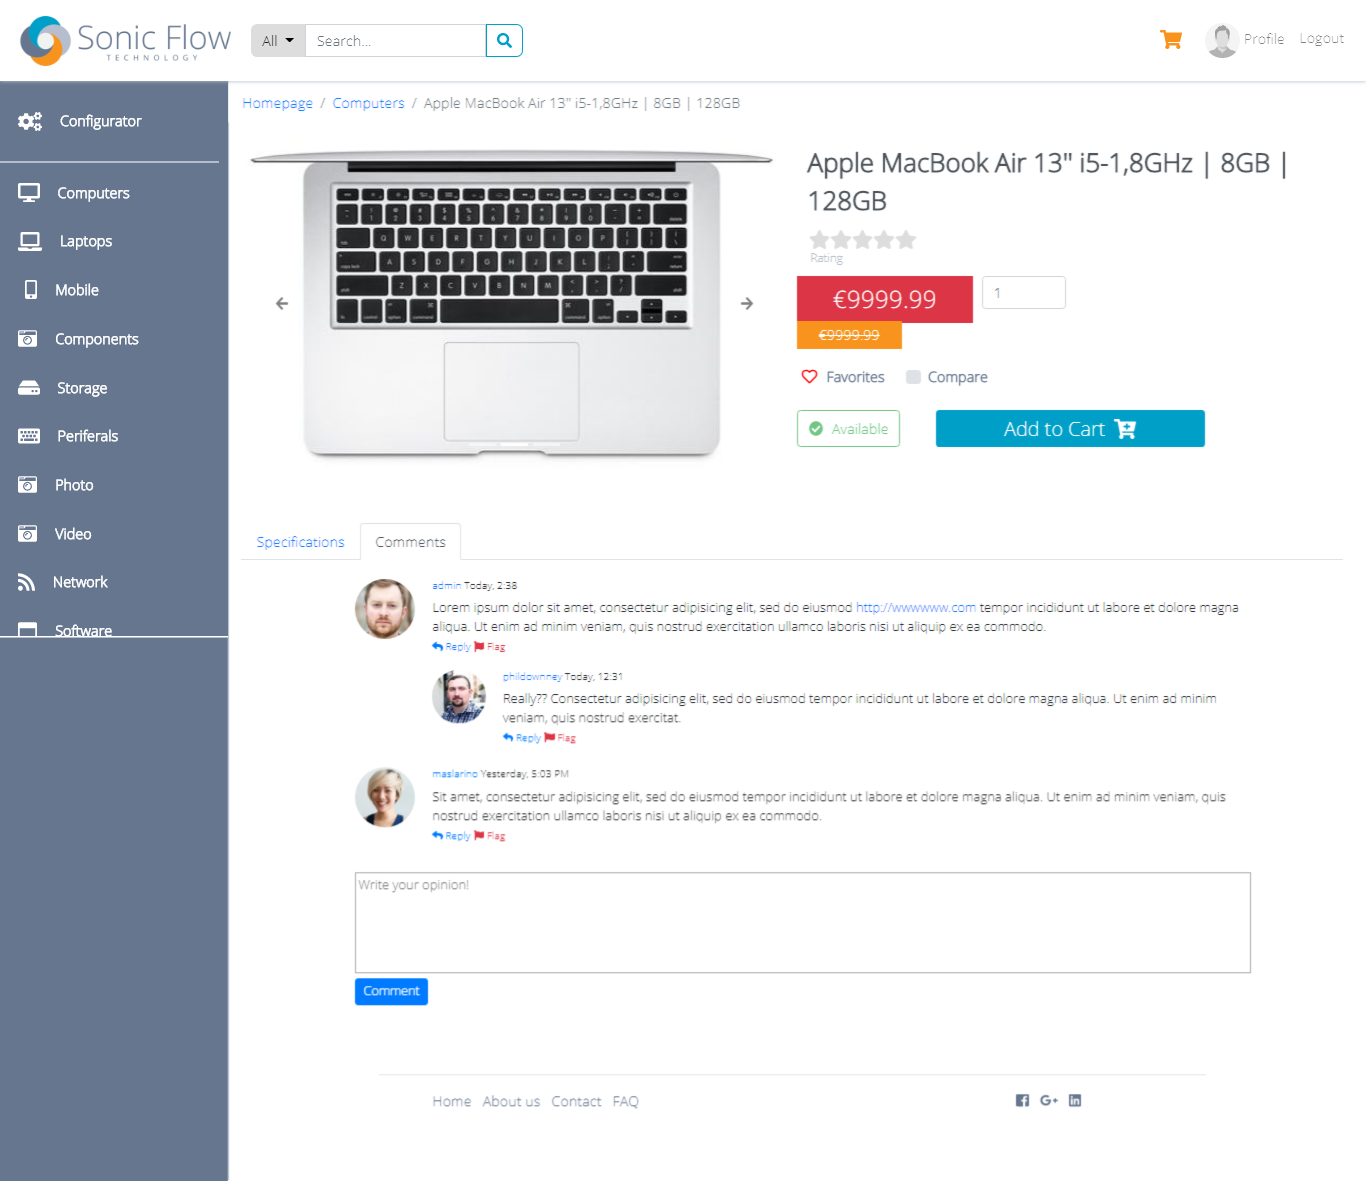 Sonic Flow
TECHNOLOGY
All
Search...
Profile
Logout
Configurator
Computers
Laptops
Mobile
Components
Storage
Periferals
Photo
Video
Network
Software
Homepage / Computers / Apple MacBook Air 13" i5-1,8GHz | 8GB | 128GB
Apple MacBook Air 13" i5-1,8GHz | 8GB |
128GB
Rating
€9999.99
1
€9999.99
Favorites
Compare
Available
Add to Cart
Specifications
Comments
admin Today, 2:38
Lorem ipsum dolor sit amet, consectetur adipisicing elit, sed do eiusmod http://wwwwww.com tempor incididunt ut labore et dolore magna
aliqua. Ut enim ad minim veniam, quis nostrud exercitation ullamco laboris nisi ut aliquip ex ea commodo.
Reply Flag
phildownney Today, 12:31
Really?? Consectetur adipisicing elit, sed do eiusmod tempor incididunt ut labore et dolore magna aliqua. Ut enim ad minim
veniam, quis nostrud exercitat.
Reply Flag
maslarino Yesterday, 5:03 PM
Sit amet, consectetur adipisicing elit, sed do eiusmod tempor incididunt ut labore et dolore magna aliqua. Ut enim ad minim veniam, quis
nostrud exercitation ullamco laboris nisi ut aliquip ex ea commodo.
Reply Flag
Write your opinion!
Comment
Home About us Contact FAQ